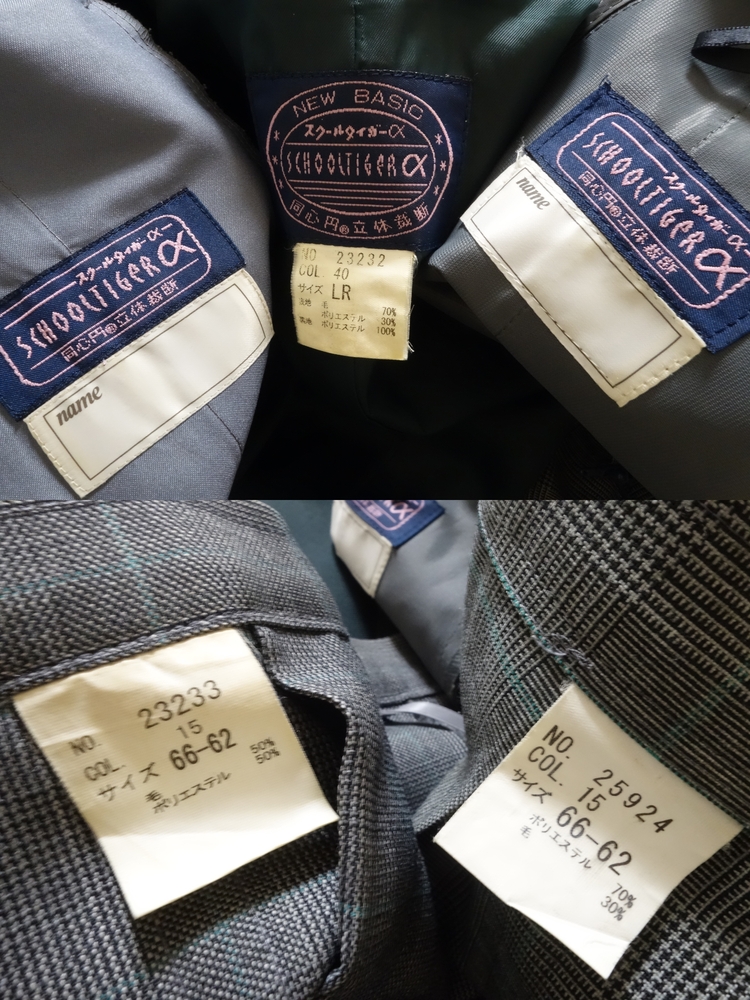 スクールタイガーα
SCHOOLTIGER α
同心円®立体裁断
name
NEW BASIC
スクールタイガーα
SCHOOLTIGER α
同心円®立体裁断
NO 23232
COL 40
サイズ LR
毛 70%
ポリエステル 30%
ポリエステル 100%
スクールタイガーα
SCHOOLTIGER α
同心円®立体裁断
name
NO. 23233
COL. 15
サイズ 66-62
毛 50%
ポリエステル 50%
NO. 25924
COL. 15
サイズ 66-62
ポリエステル 70%
毛 30%